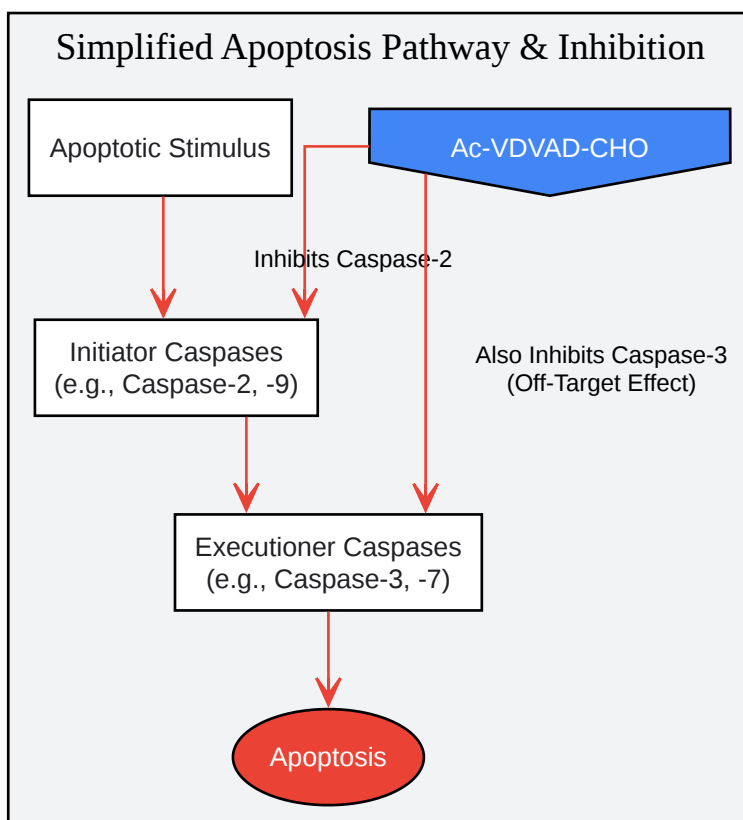 Simplified Apoptosis Pathway & Inhibition
Apoptotic Stimulus
Ac-VDVAD-CHO
Inhibits Caspase-2
Initiator Caspases
(e.g., Caspase-2, -9)
Also Inhibits Caspase-3
(Off-Target Effect)
Executioner Caspases
(e.g., Caspase-3, -7)
Apoptosis